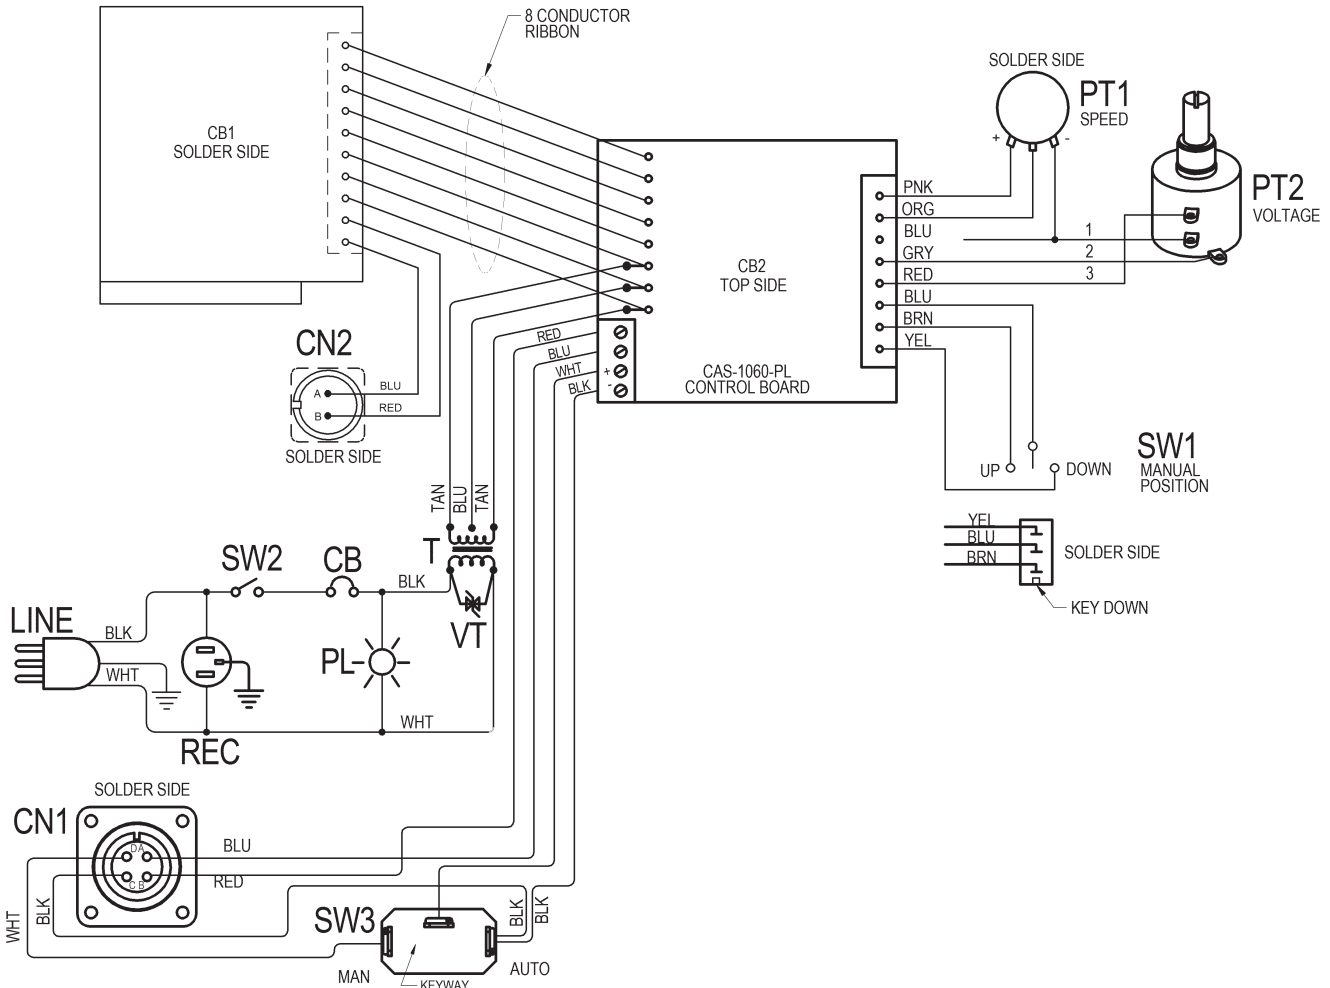 8 CONDUCTOR
RIBBON
CB1
SOLDER SIDE
SOLDER SIDE
PT1
SPEED
+
-
PT2
VOLTAGE
CB2
TOP SIDE
PNK
ORG
BLU
GRY
RED
BLU
BRN
YEL
1
2
3
CAS-1060-PL
CONTROL BOARD
RED
BLU
WHT
BLK
+
-
CN2
A
B
BLU
RED
SOLDER SIDE
UP
DOWN
SW1
MANUAL
POSITION
YEL
BLU
BRN
SOLDER SIDE
KEY DOWN
TAN
BLU
TAN
T
VT
SW2
CB
BLK
LINE
BLK
WHT
PL
WHT
REC
SOLDER SIDE
CN1
D A
C B
BLU
RED
WHT
BLK
SW3
BLK
BLK
MAN
AUTO
KEYWAY